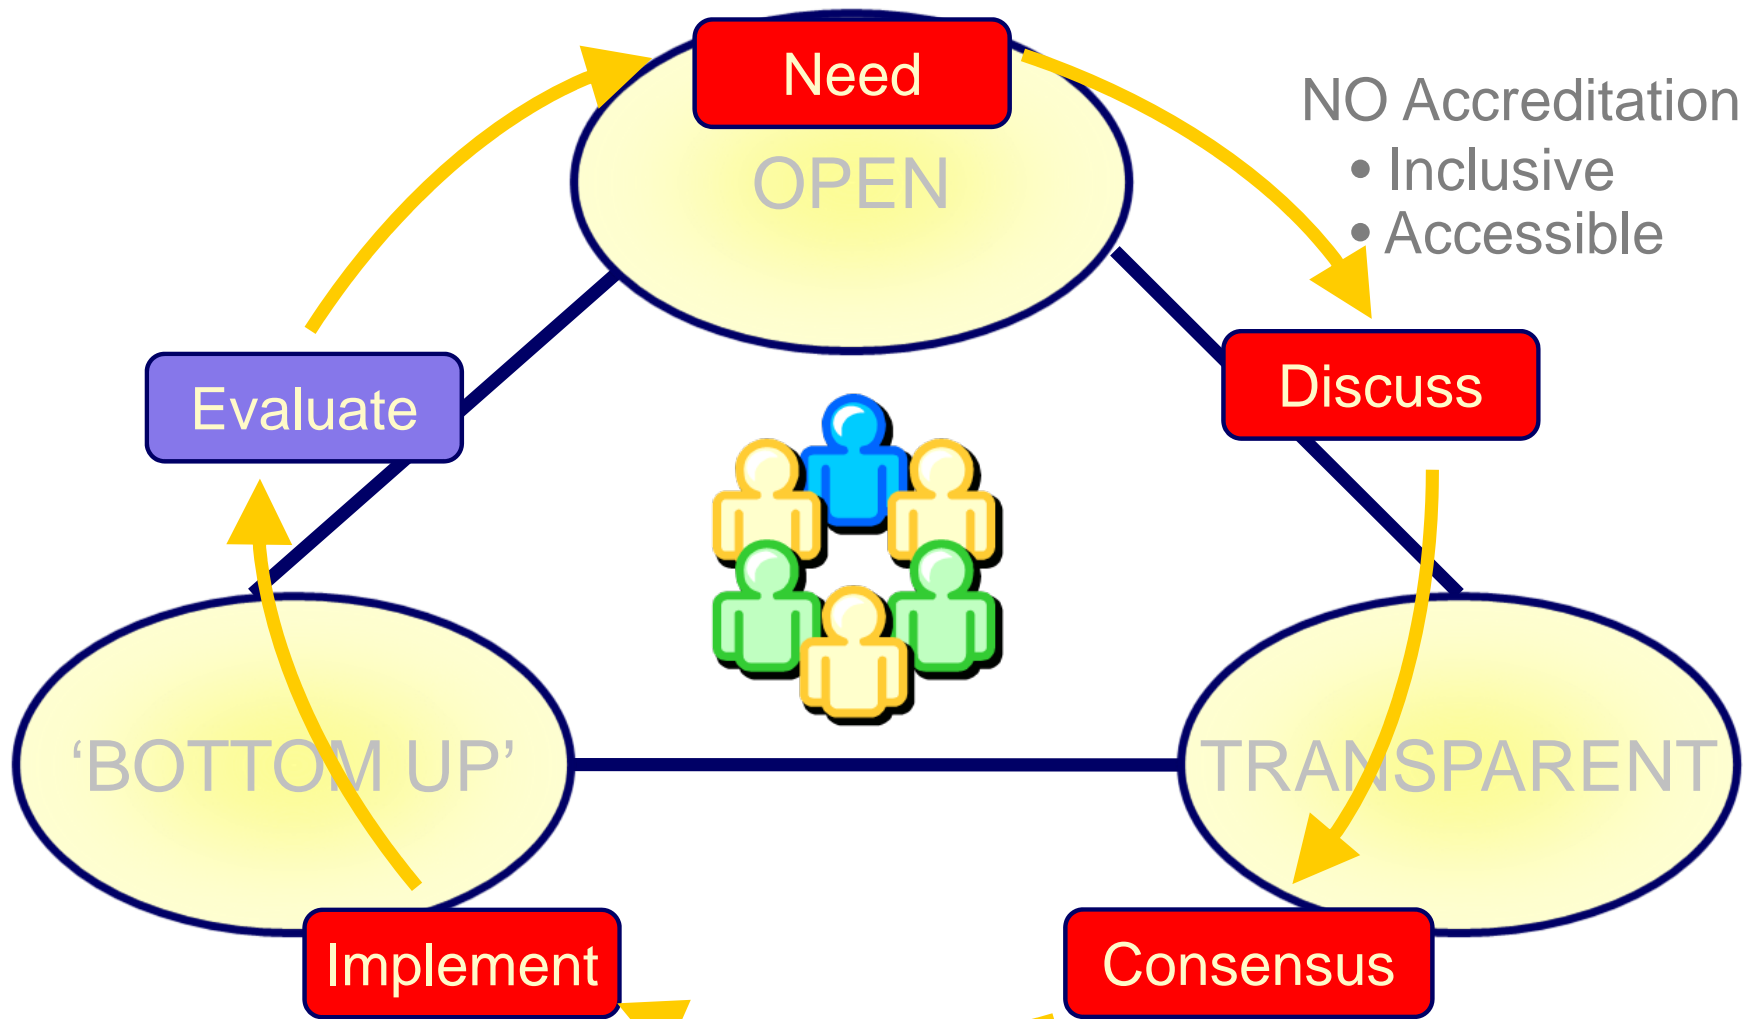 Need
OPEN
NO Accreditation
• Inclusive
• Accessible
Evaluate
Discuss
‘BOTTOM UP’
TRANSPARENT
Implement
Consensus